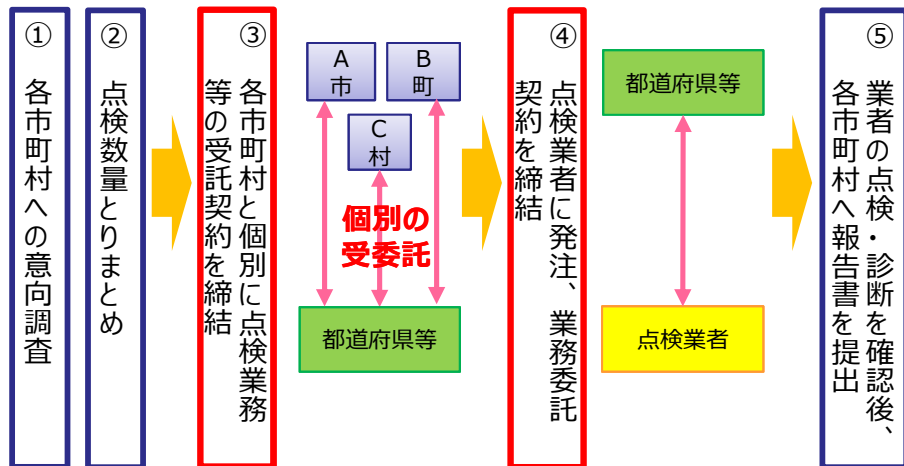 ①
各市町村への意向調査
②
点検数量とりまとめ
③
各市町村と個別に点検業務
等の受託契約を締結
A
市
B
町
C
村
個別の
受委託
都道府県等
④
点検業者に発注、業務委託
契約を締結
都道府県等
点検業者
⑤
業者の点検・診断を確認後、
各市町村へ報告書を提出